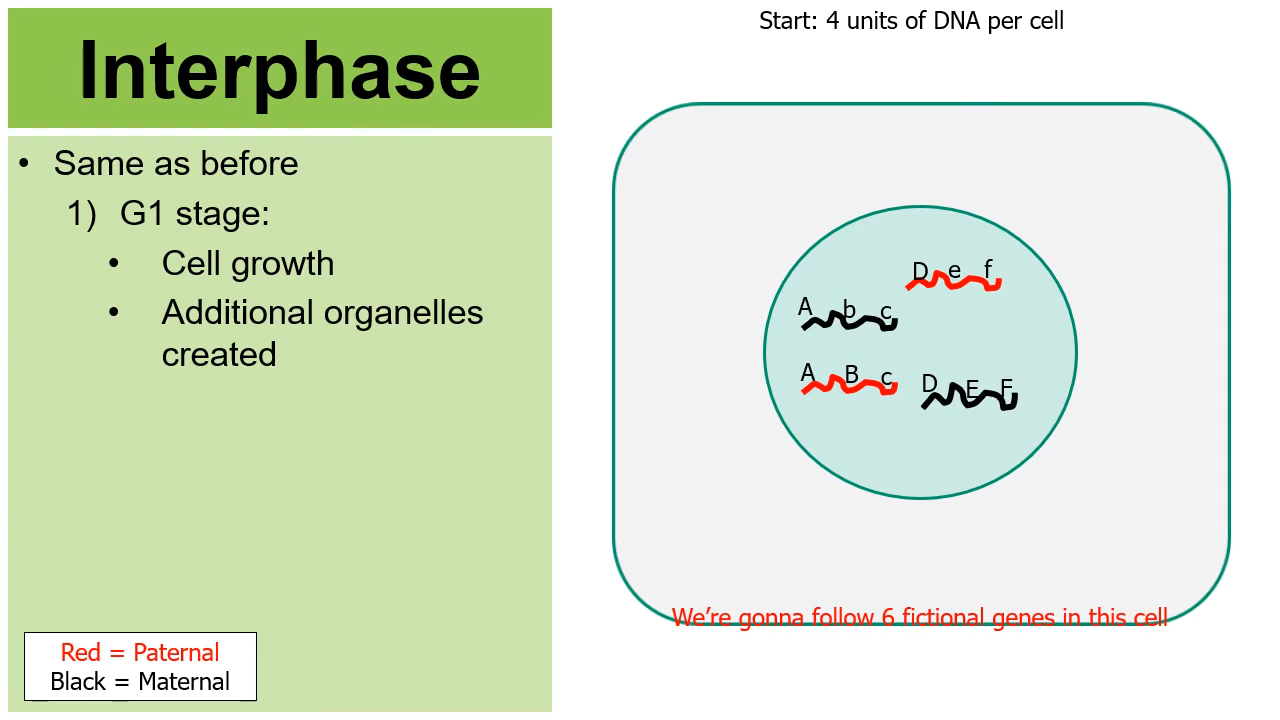 Interphase
• Same as before
1) G1 stage:
• Cell growth
• Additional organelles
created
Red = Paternal
Black = Maternal
Start: 4 units of DNA per cell
D e f
A b c
A B c
D E F
We’re gonna follow 6 fictional genes in this cell